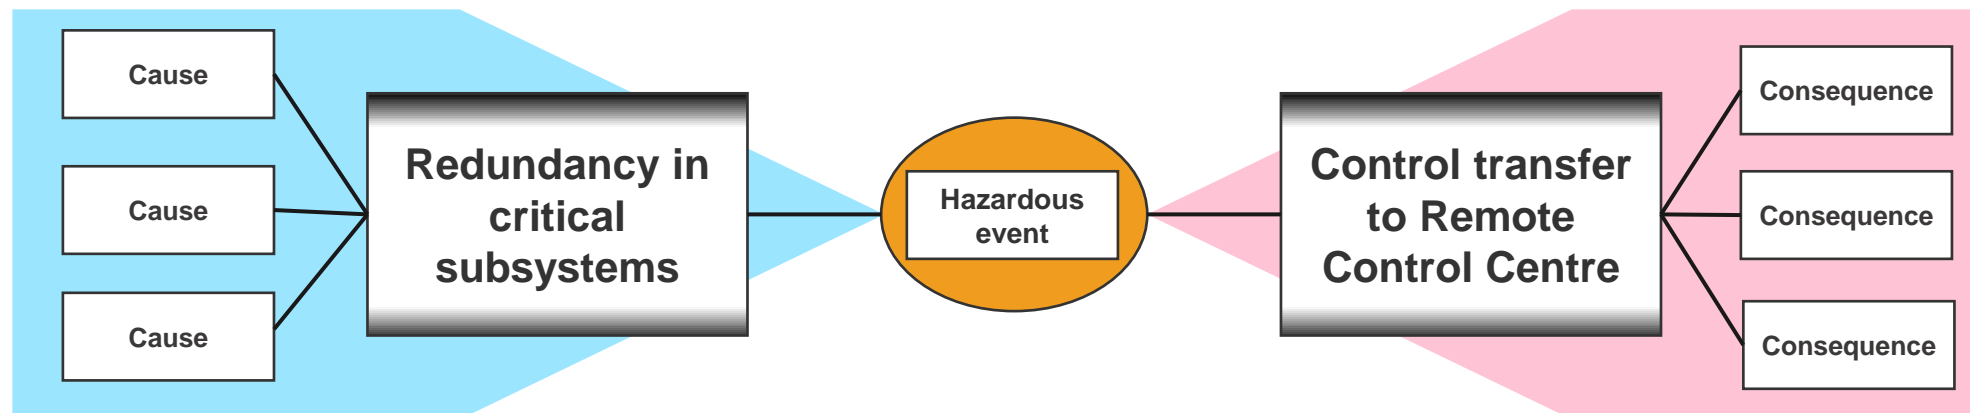 Cause
Cause
Cause
Redundancy in
critical
subsystems
Hazardous
event
Control transfer
to Remote
Control Centre
Consequence
Consequence
Consequence